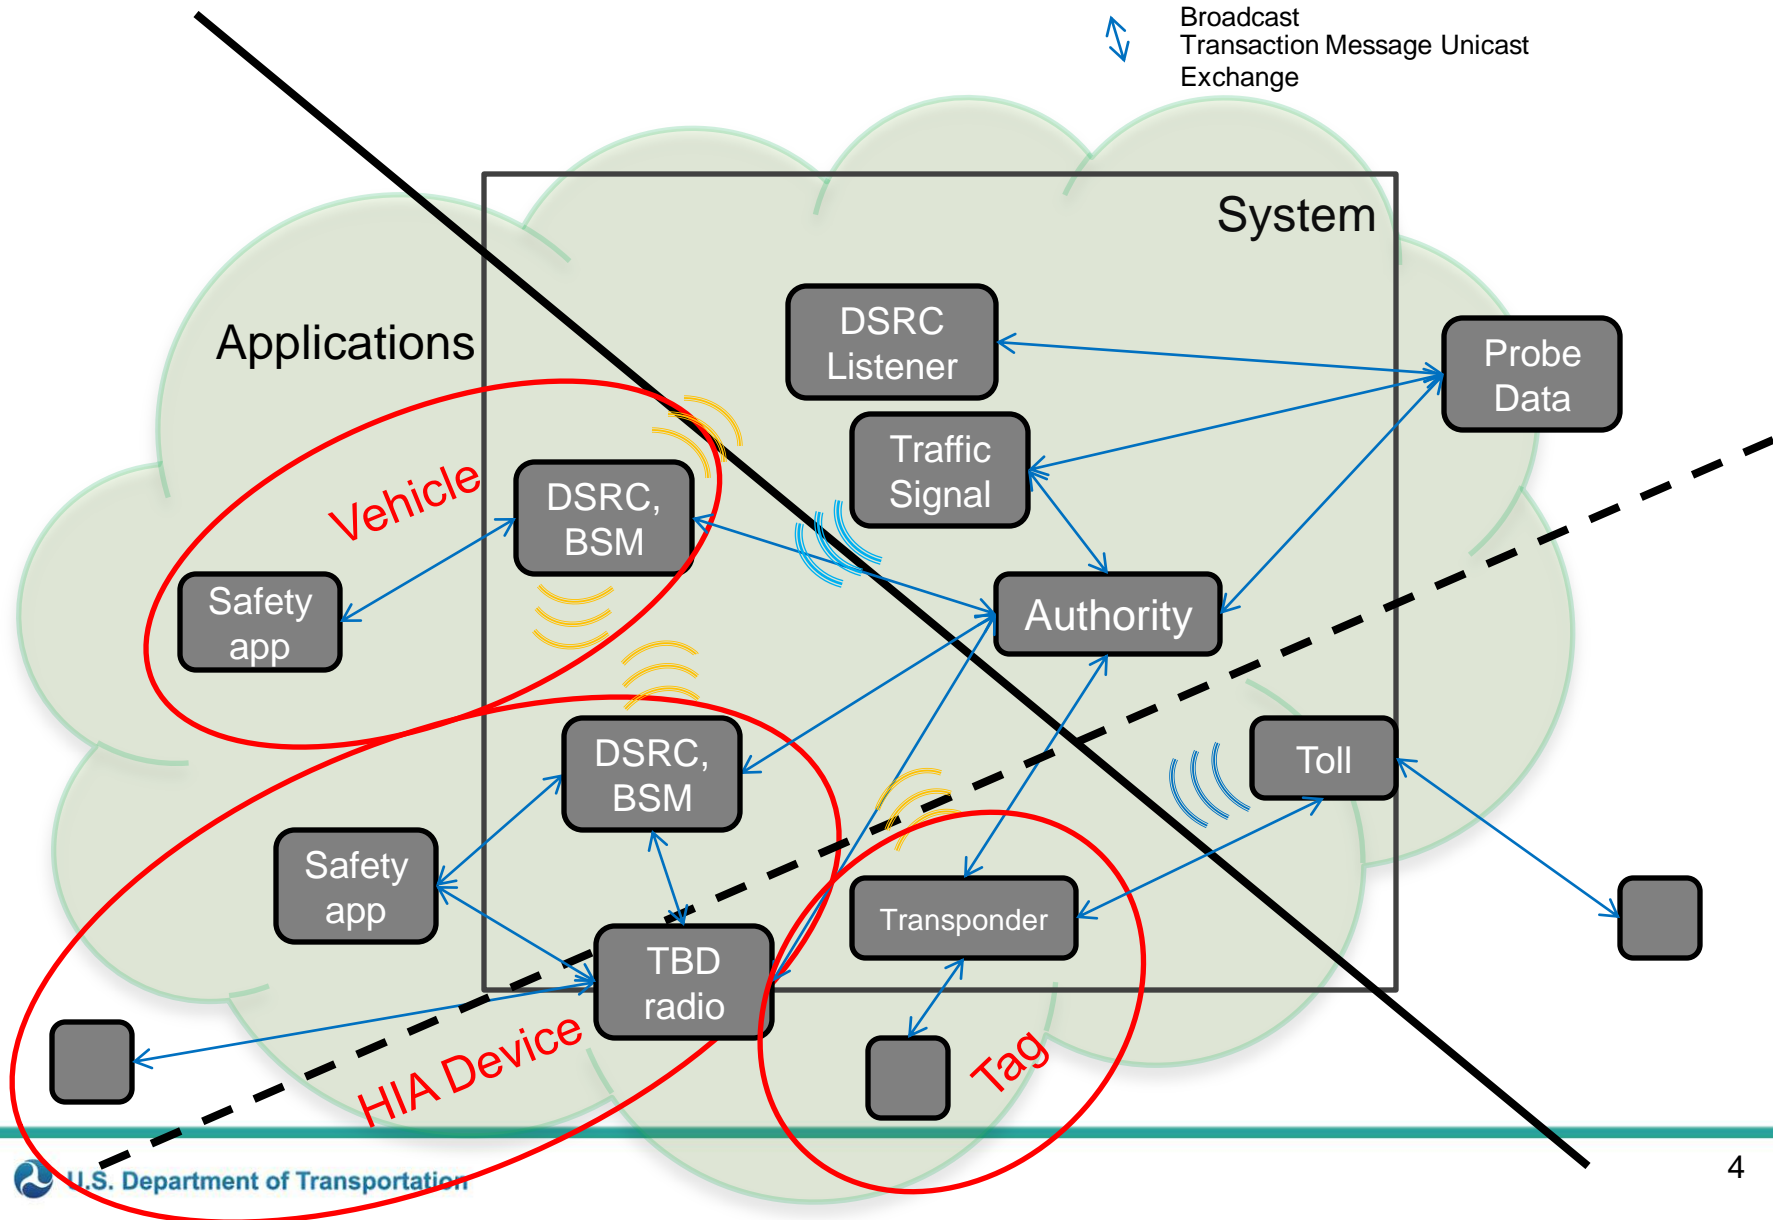 Broadcast
Transaction Message Unicast
Exchange
System
Applications
DSRC
Listener
Probe
Data
Traffic
Signal
Vehicle
DSRC,
BSM
Safety
app
Authority
DSRC,
BSM
Toll
Safety
app
Transponder
TBD
radio
HIA Device
Tag
U.S. Department of Transportation
4